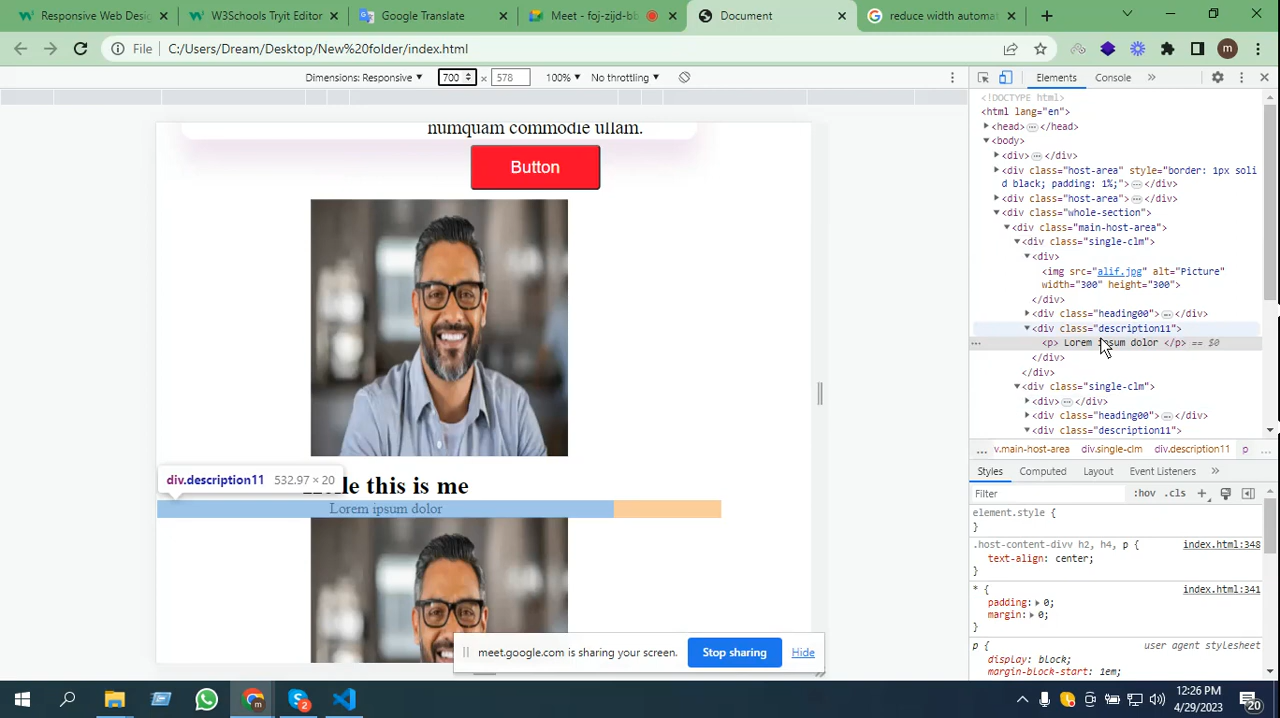 Responsive Web Desig
W3Schools Tryit Editor
Google Translate
Meet - foj-zijd-bb
Document
reduce width automat
File C:/Users/Dream/Desktop/New%20folder/index.html
m
Dimensions: Responsive 700 × 578 100% No throttling
Elements Console »
<!DOCTYPE html>
<html lang="en">
<head> … </head>
<body>
<div> … </div>
<div class="host-area" style="border: 1px soli
d black; padding: 1%;"> … </div>
<div class="host-area"> … </div>
<div class="whole-section">
<div class="main-host-area">
<div class="single-clm">
<div>
<img src="alif.jpg" alt="Picture"
width="300" height="300">
</div>
<div class="heading00"> … </div>
<div class="description11">
… <p> Lorem ipsum dolor </p> == $0
</div>
</div>
<div class="single-clm">
<div> … </div>
<div class="heading00"> … </div>
<div class="description11">
… v.main-host-area div.single-clm div.description11 p …
Styles Computed Layout Event Listeners »
Filter :hov .cls +
element.style {
}
.host-content-divv h2, h4, p { index.html:348
text-align: center;
}
* { index.html:341
padding: 0;
margin: 0;
}
p { user agent stylesheet
display: block;
margin-block-start: 1em;
numquam commodie ullam.
Button
div.description11 532.97 × 20
this is me
Lorem ipsum dolor
meet.google.com is sharing your screen. Stop sharing Hide
2
12:26 PM
4/29/2023
20